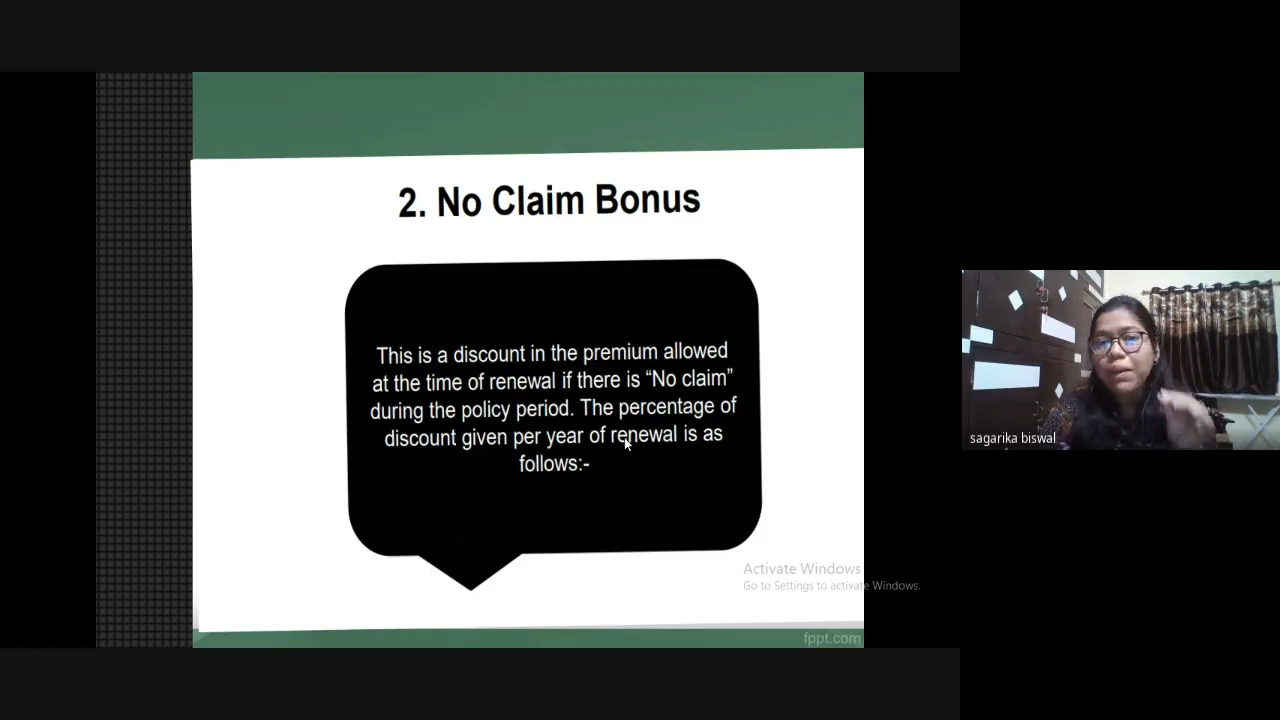 2. No Claim Bonus
This is a discount in the premium allowed
at the time of renewal if there is “No claim”
during the policy period. The percentage of
discount given per year of renewal is as
follows:-
sagarika biswal
Activate Windows
Go to Settings to activate Windows.
fppt.com